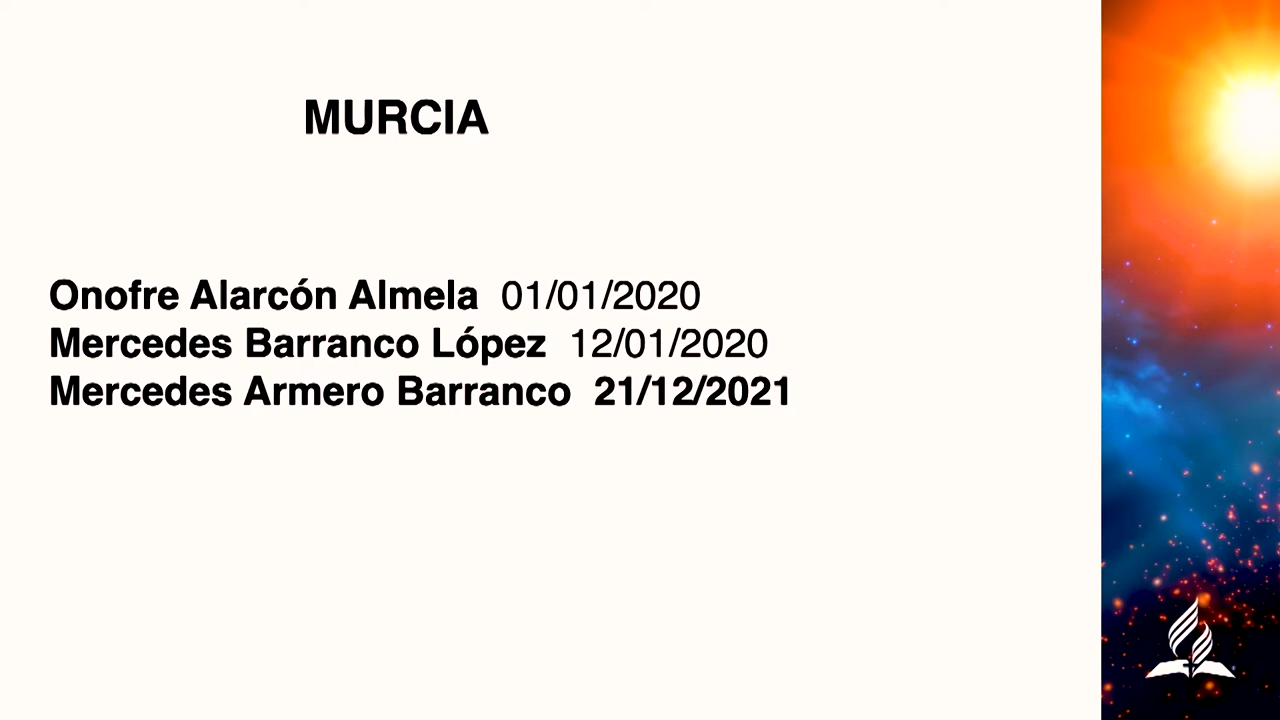 MURCIA
Onofre Alarcón Almela 01/01/2020
Mercedes Barranco López 12/01/2020
Mercedes Armero Barranco 21/12/2021